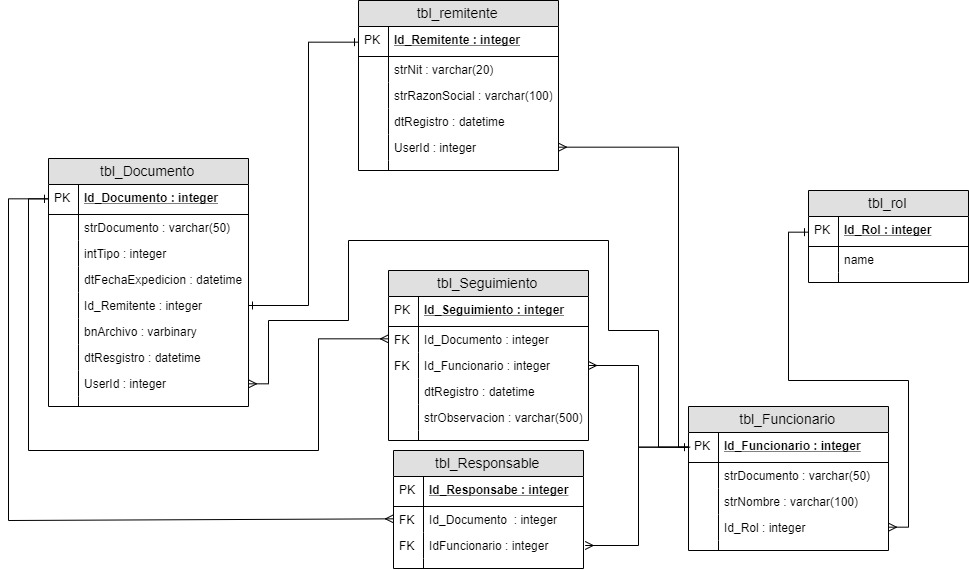 tbl_remitente
PK Id_Remitente : integer
strNit : varchar(20)
strRazonSocial : varchar(100)
dtRegistro : datetime
UserId : integer
tbl_Documento
PK Id_Documento : integer
strDocumento : varchar(50)
intTipo : integer
dtFechaExpedicion : datetime
Id_Remitente : integer
bnArchivo : varbinary
dtResgistro : datetime
UserId : integer
tbl_rol
PK Id_Rol : integer
name
tbl_Seguimiento
PK Id_Seguimiento : integer
FK Id_Documento : integer
FK Id_Funcionario : integer
dtRegistro : datetime
strObservacion : varchar(500)
tbl_Funcionario
PK Id_Funcionario : integer
strDocumento : varchar(50)
strNombre : varchar(100)
Id_Rol : integer
tbl_Responsable
PK Id_Responsabe : integer
FK Id_Documento : integer
FK IdFuncionario : integer